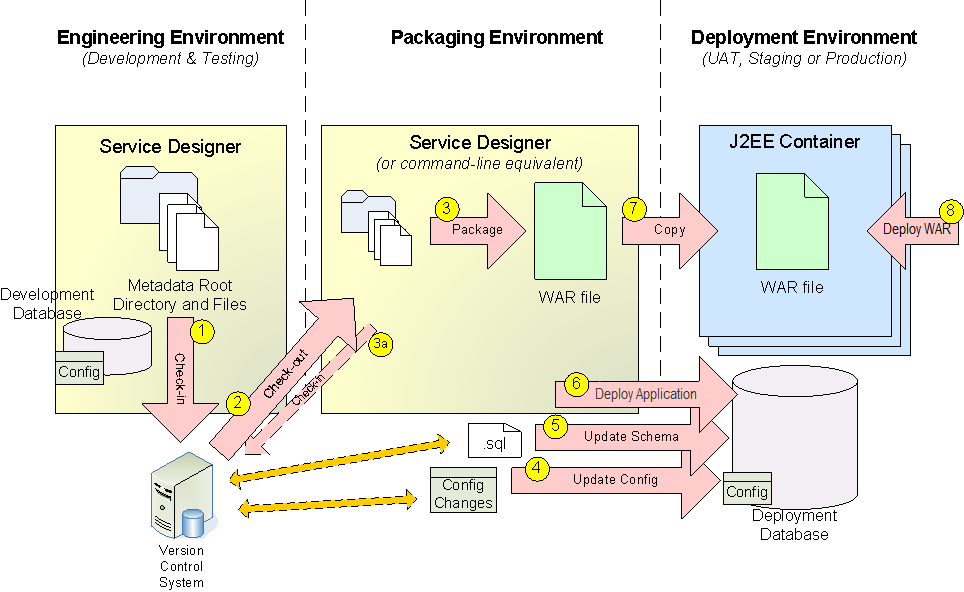 Engineering Environment
(Development & Testing)
Packaging Environment
Deployment Environment
(UAT, Staging or Production)
Service Designer
Metadata Root
Directory and Files
Development
Database
Config
1
Check-in
2
Check-out
3a
Check-in
Version
Control
System
Service Designer
(or command-line equivalent)
3
Package
WAR file
7
Copy
J2EE Container
WAR file
8
Deploy WAR
6
Deploy Application
5
Update Schema
.sql
4
Update Config
Config
Changes
Config
Deployment
Database